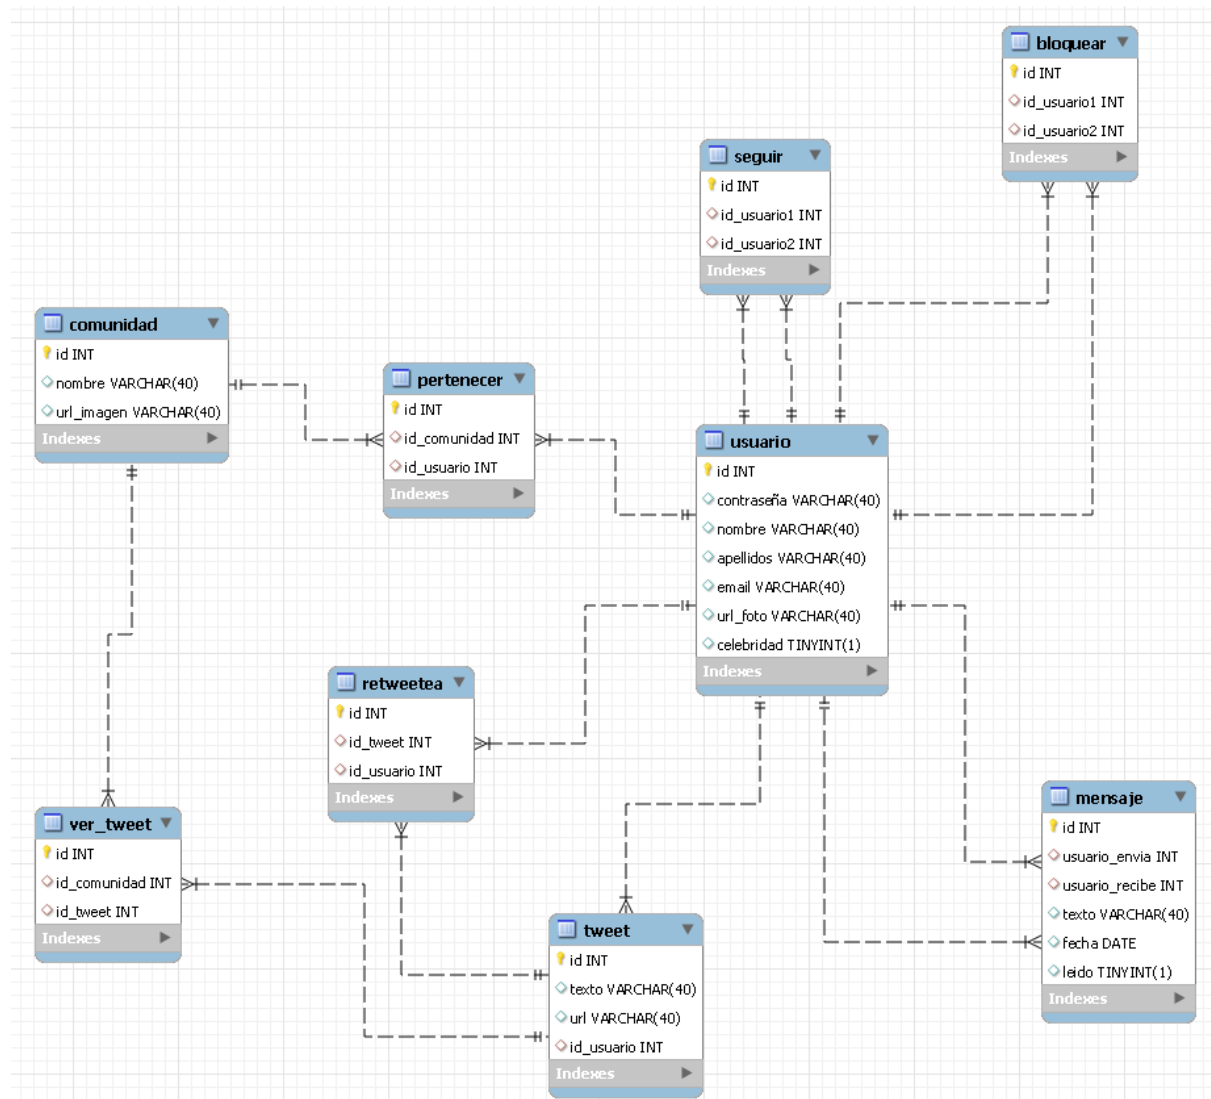 bloquear
id INT
id_usuario1 INT
id_usuario2 INT
Indexes
seguir
id INT
id_usuario1 INT
id_usuario2 INT
Indexes
comunidad
id INT
nombre VARCHAR(40)
url_imagen VARCHAR(40)
Indexes
pertenecer
id INT
id_comunidad INT
id_usuario INT
Indexes
usuario
id INT
contraseña VARCHAR(40)
nombre VARCHAR(40)
apellidos VARCHAR(40)
email VARCHAR(40)
url_foto VARCHAR(40)
celebridad TINYINT(1)
Indexes
retweetea
id INT
id_tweet INT
id_usuario INT
Indexes
ver_tweet
id INT
id_comunidad INT
id_tweet INT
Indexes
mensaje
id INT
usuario_envia INT
usuario_recibe INT
texto VARCHAR(40)
fecha DATE
leido TINYINT(1)
Indexes
tweet
id INT
texto VARCHAR(40)
url VARCHAR(40)
id_usuario INT
Indexes